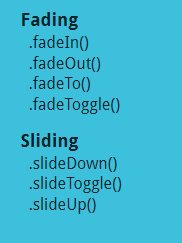 Fading
.fadeIn()
.fadeOut()
.fadeTo()
.fadeToggle()
Sliding
.slideDown()
.slideToggle()
.slideUp()